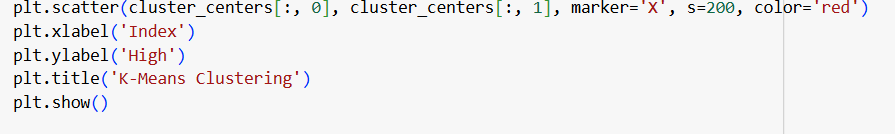 plt.scatter(cluster_centers[:, 0], cluster_centers[:, 1], marker='X', s=200, color='red')
plt.xlabel('Index')
plt.ylabel('High')
plt.title('K-Means Clustering')
plt.show()